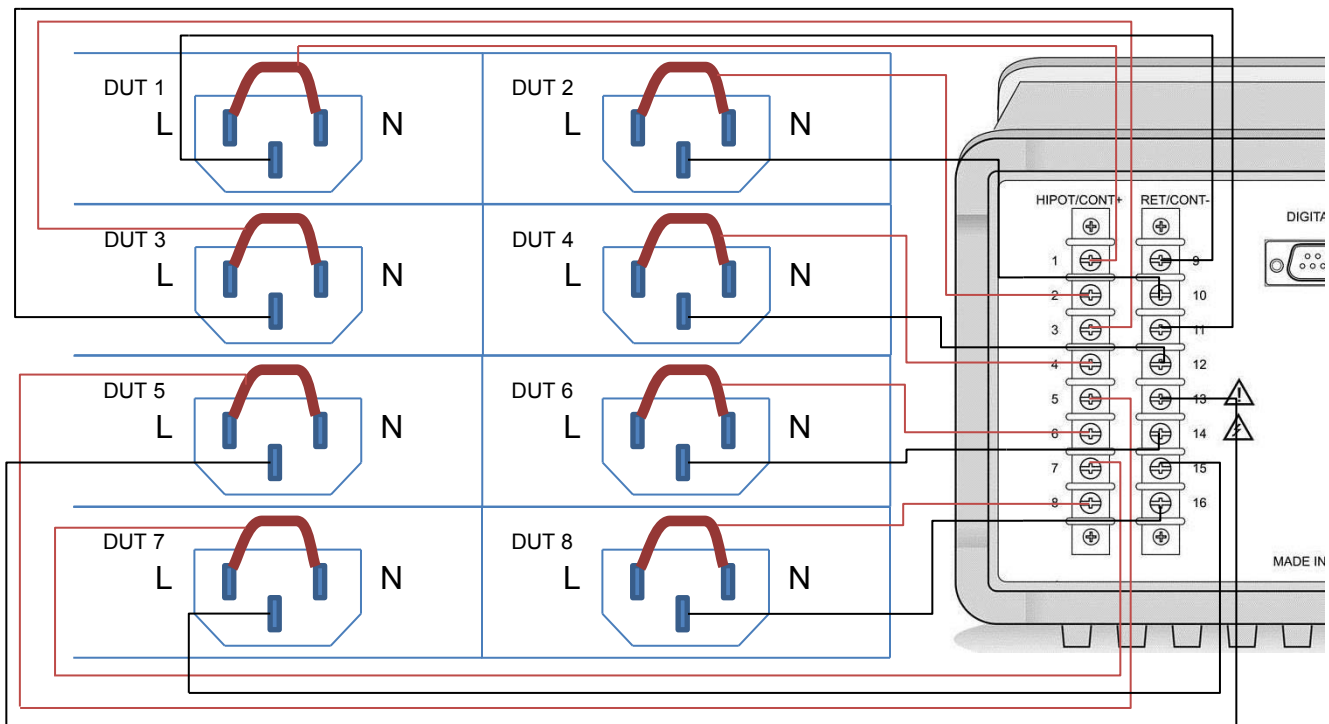 DUT 1
L
N
DUT 2
L
N
DUT 3
L
N
DUT 4
L
N
DUT 5
L
N
DUT 6
L
N
DUT 7
L
N
DUT 8
L
N
HIPOT/CONT+ RET/CONT-
1
2
3
4
5
6
7
8
9
10
11
12
13
14
15
16
DIGITA
MADE IN